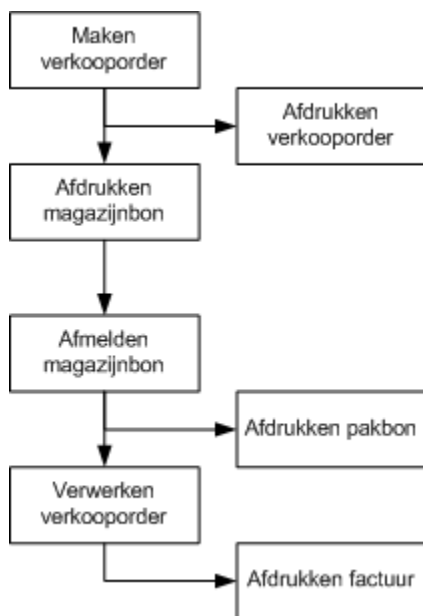 Maken
verkooporder
Afdrukken
verkooporder
Afdrukken
magazijnbon
Afmelden
magazijnbon
Afdrukken pakbon
Verwerken
verkooporder
Afdrukken factuur